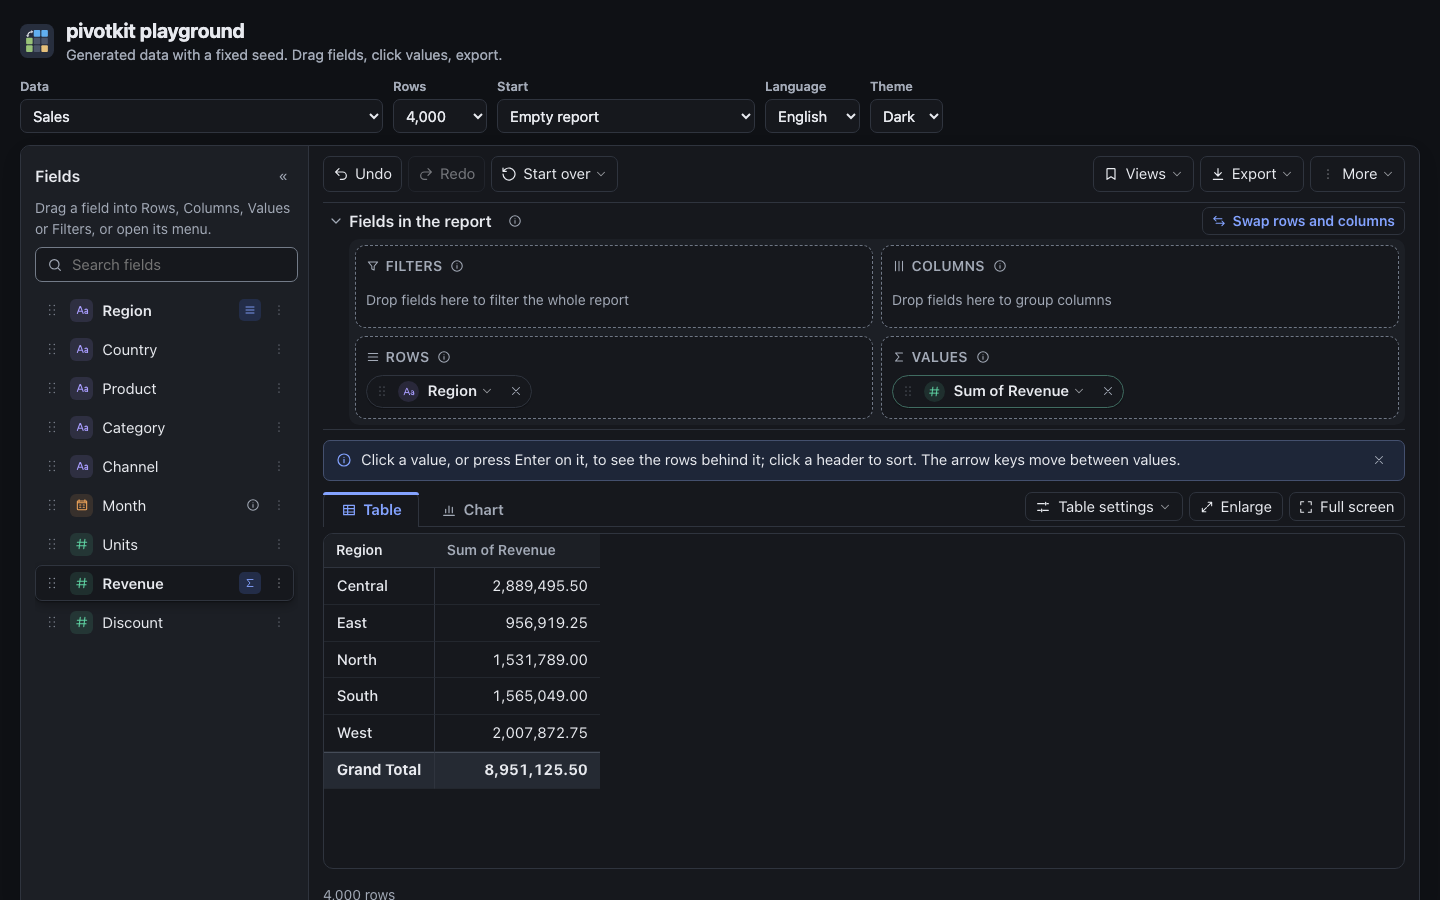 pivotkit playground
Generated data with a fixed seed. Drag fields, click values, export.
Data
Rows
Start
Language
Theme
Sales
4,000
Empty report
English
Dark
Fields
«
Drag a field into Rows, Columns, Values
or Filters, or open its menu.
Search fields
Aa Region
Aa Country
Aa Product
Aa Category
Aa Channel
Month
# Units
# Revenue Σ
# Discount
Undo
Redo
Start over
Views
Export
More
Fields in the report
Swap rows and columns
FILTERS
Drop fields here to filter the whole report
COLUMNS
Drop fields here to group columns
ROWS
Aa Region
Σ VALUES
# Sum of Revenue
Click a value, or press Enter on it, to see the rows behind it; click a header to sort. The arrow keys move between values.
Table
Chart
Table settings
Enlarge
Full screen
Region Sum of Revenue
Central 2,889,495.50
East 956,919.25
North 1,531,789.00
South 1,565,049.00
West 2,007,872.75
Grand Total 8,951,125.50
4,000 rows